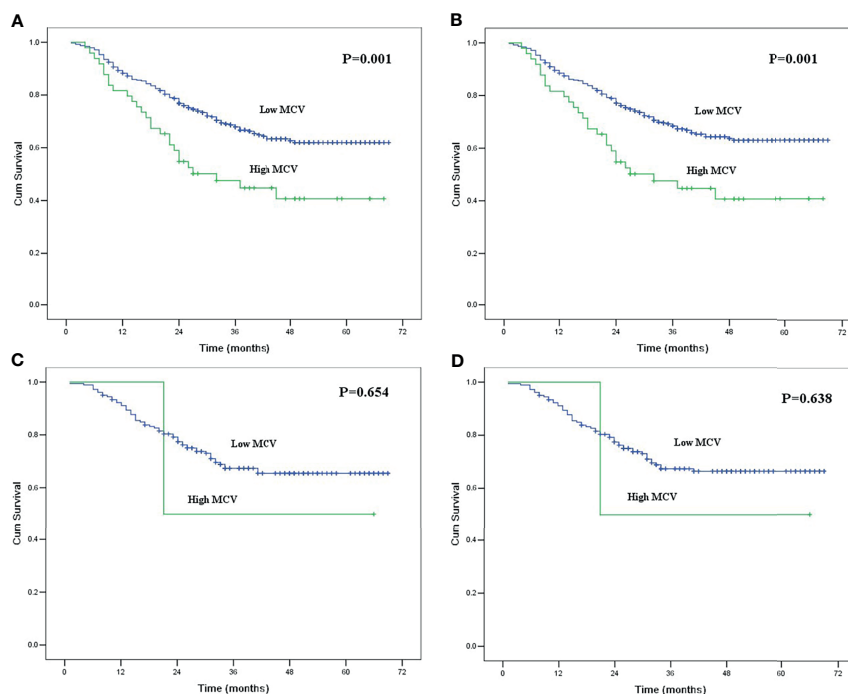 A
P=0.001
Low MCV
High MCV
Cum Survival
1.0
0.8
0.6
0.4
0.2
0.0
0 12 24 36 48 60 72
Time (months)
B
P=0.001
Low MCV
High MCV
Cum Survival
1.0
0.8
0.6
0.4
0.2
0.0
0 12 24 36 48 60 72
Time (months)
C
P=0.654
Low MCV
High MCV
Cum Survival
1.0
0.8
0.6
0.4
0.2
0.0
0 12 24 36 48 60 72
Time (months)
D
P=0.638
Low MCV
High MCV
Cum Survival
1.0
0.8
0.6
0.4
0.2
0.0
0 12 24 36 48 60 72
Time (months)